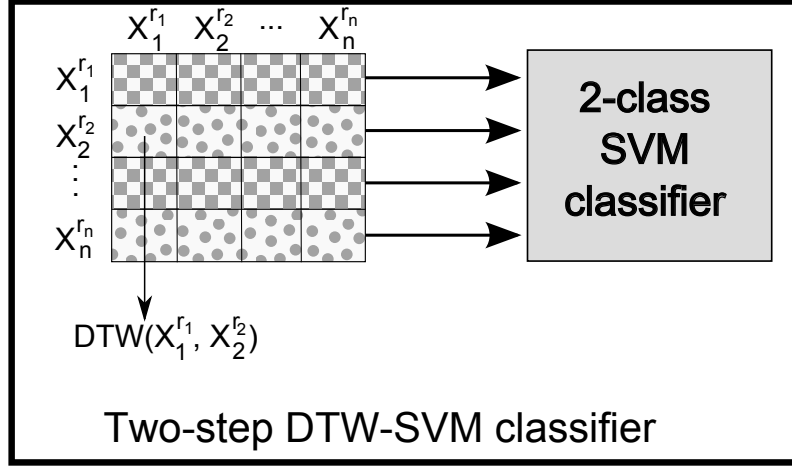 X₁^r₁ X₂^r₂ ... Xₙ^rₙ
X₁^r₁
X₂^r₂
⋮
Xₙ^rₙ
2-class
SVM
classifier
DTW(X₁^r₁, X₂^r₂)
Two-step DTW-SVM classifier